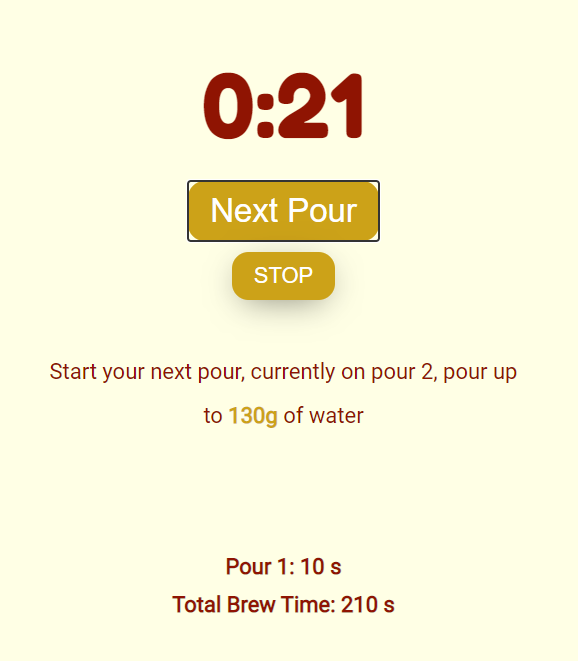 0:21
Next Pour
STOP
Start your next pour, currently on pour 2, pour up
to 130g of water
Pour 1: 10 s
Total Brew Time: 210 s